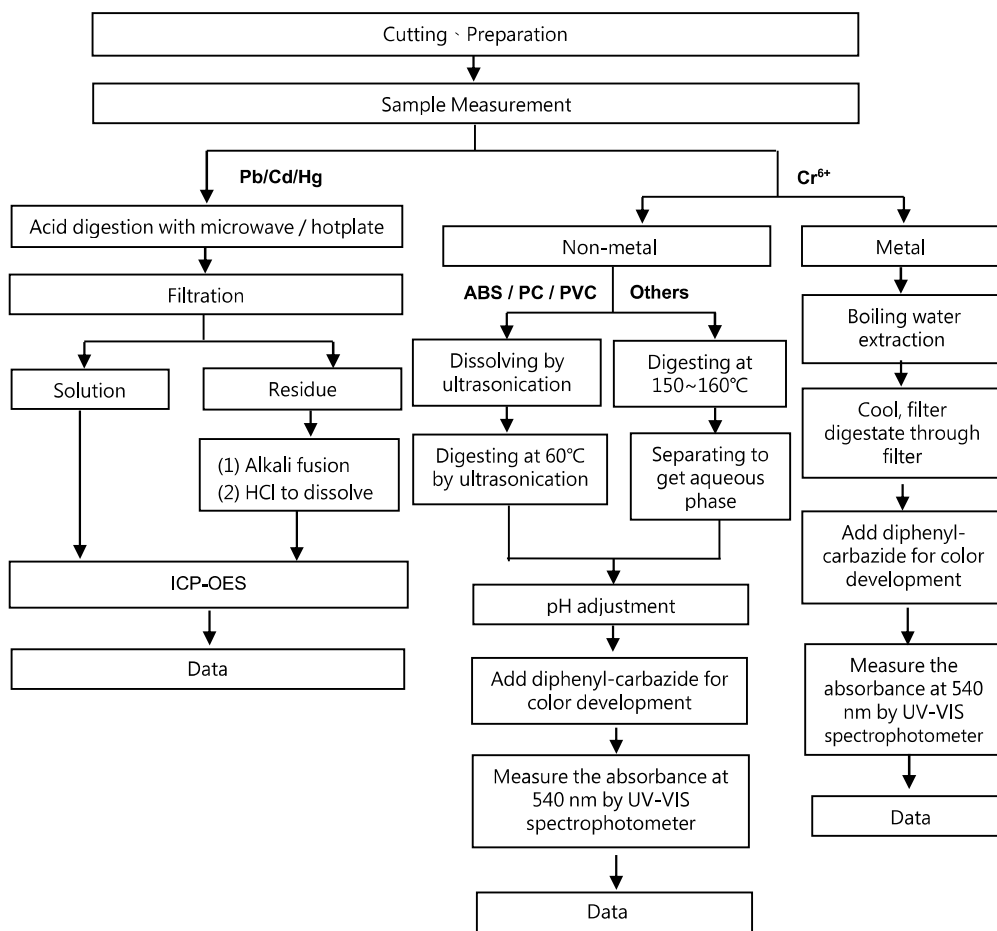 Cutting、Preparation
Sample Measurement
Pb/Cd/Hg
Cr⁶⁺
Acid digestion with microwave / hotplate
Filtration
Solution
Residue
(1) Alkali fusion
(2) HCl to dissolve
ICP-OES
Data
Non-metal
ABS / PC / PVC
Others
Dissolving by
ultrasonication
Digesting at
150~160℃
Digesting at 60℃
by ultrasonication
Separating to
get aqueous
phase
pH adjustment
Add diphenyl-carbazide for
color development
Measure the absorbance at
540 nm by UV-VIS
spectrophotometer
Data
Metal
Boiling water
extraction
Cool, filter
digestate through
filter
Add diphenyl-
carbazide for color
development
Measure the
absorbance at 540
nm by UV-VIS
spectrophotometer
Data